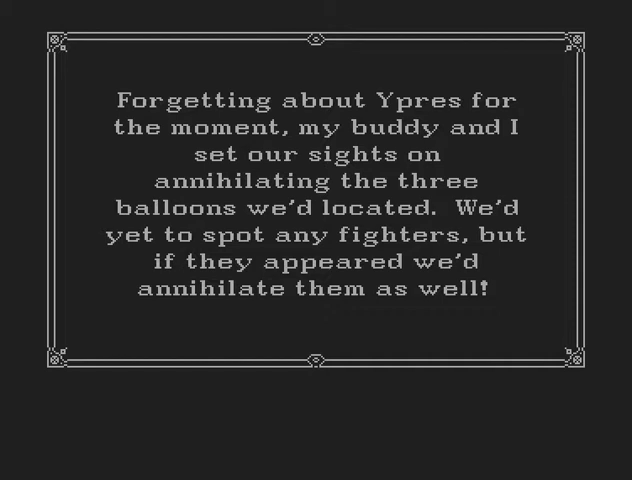 Forgetting about Ypres for
the moment, my buddy and I
set our sights on
annihilating the three
balloons we'd located.  We'd
yet to spot any fighters, but
if they appeared we'd
annihilate them as well!